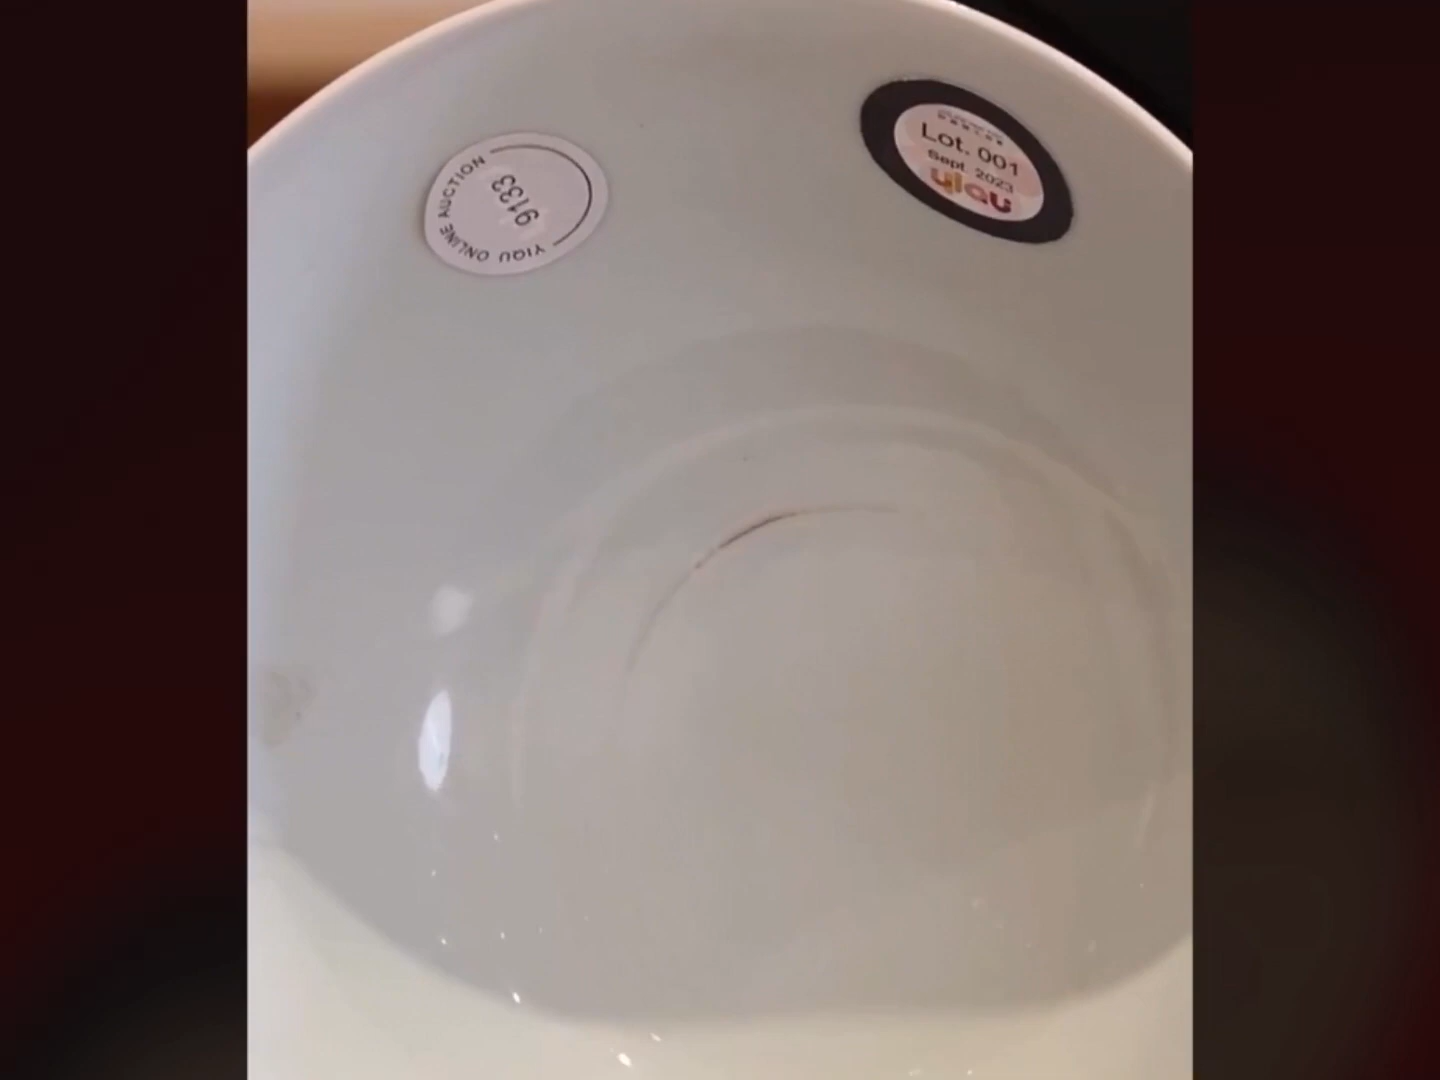 YIQU ONLINE AUCTION
9133
Lot. 001
Sept. 2023
yiqu